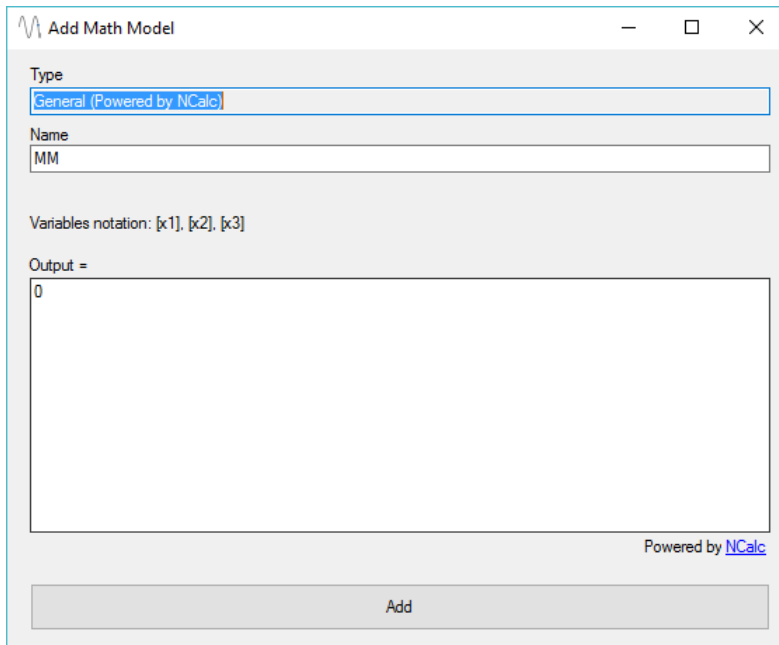 Add Math Model
Type
General (Powered by NCalc)
Name
MM
Variables notation: [x1], [x2], [x3]
Output =
0
Powered by NCalc
Add